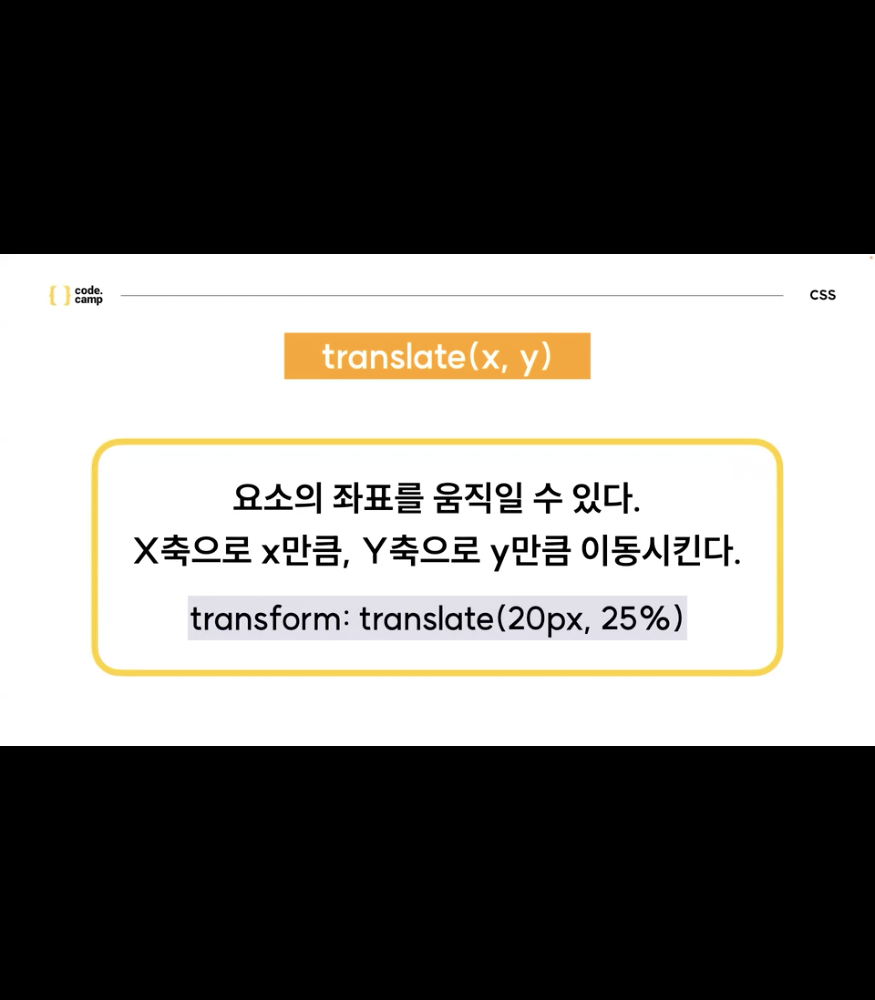 code.
camp
CSS
translate(x, y)
요소의 좌표를 움직일 수 있다.
X축으로 x만큼, Y축으로 y만큼 이동시킨다.
transform: translate(20px, 25%)